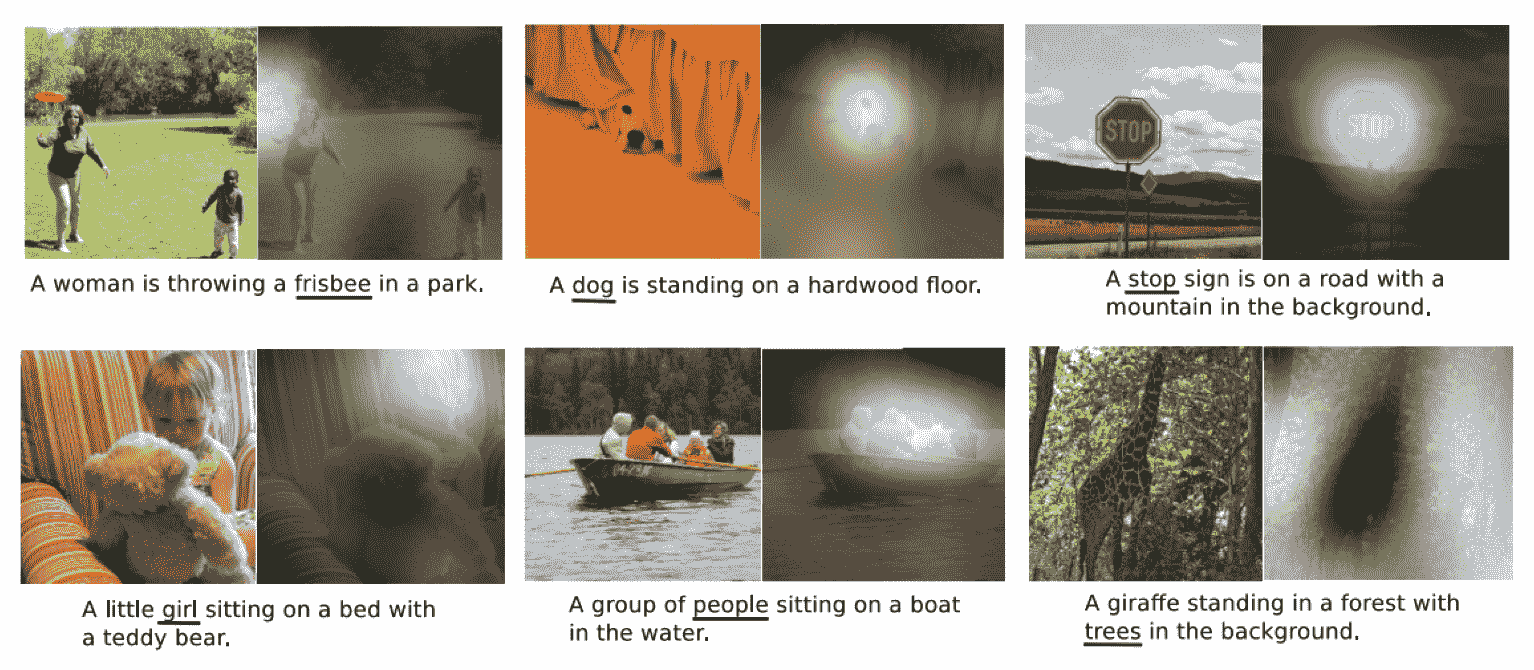 STOP
STOP
A woman is throwing a frisbee in a park.
A dog is standing on a hardwood floor.
A stop sign is on a road with a
mountain in the background.
A little girl sitting on a bed with
a teddy bear.
A group of people sitting on a boat
in the water.
A giraffe standing in a forest with
trees in the background.